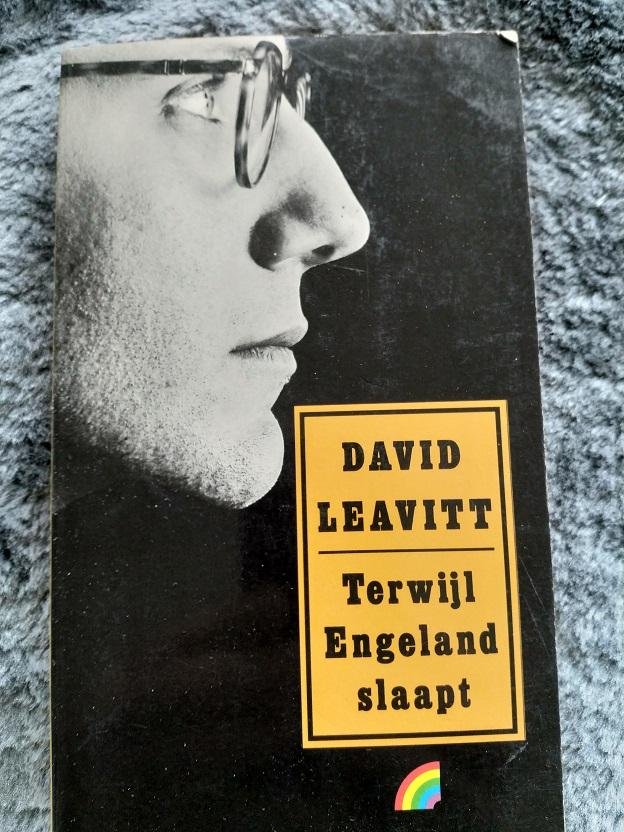 DAVID
LEAVITT
Terwijl
Engeland
slaapt